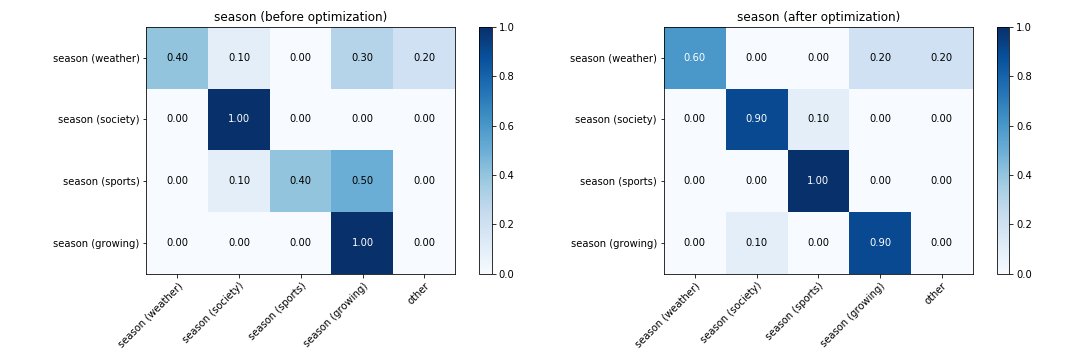 season (before optimization)
season (weather) 0.40 0.10 0.00 0.30 0.20
season (society) 0.00 1.00 0.00 0.00 0.00
season (sports) 0.00 0.10 0.40 0.50 0.00
season (growing) 0.00 0.00 0.00 1.00 0.00
season (weather) season (society) season (sports) season (growing) other
1.0
0.8
0.6
0.4
0.2
0.0
season (after optimization)
season (weather) 0.60 0.00 0.00 0.20 0.20
season (society) 0.00 0.90 0.10 0.00 0.00
season (sports) 0.00 0.00 1.00 0.00 0.00
season (growing) 0.00 0.10 0.00 0.90 0.00
season (weather) season (society) season (sports) season (growing) other
1.0
0.8
0.6
0.4
0.2
0.0